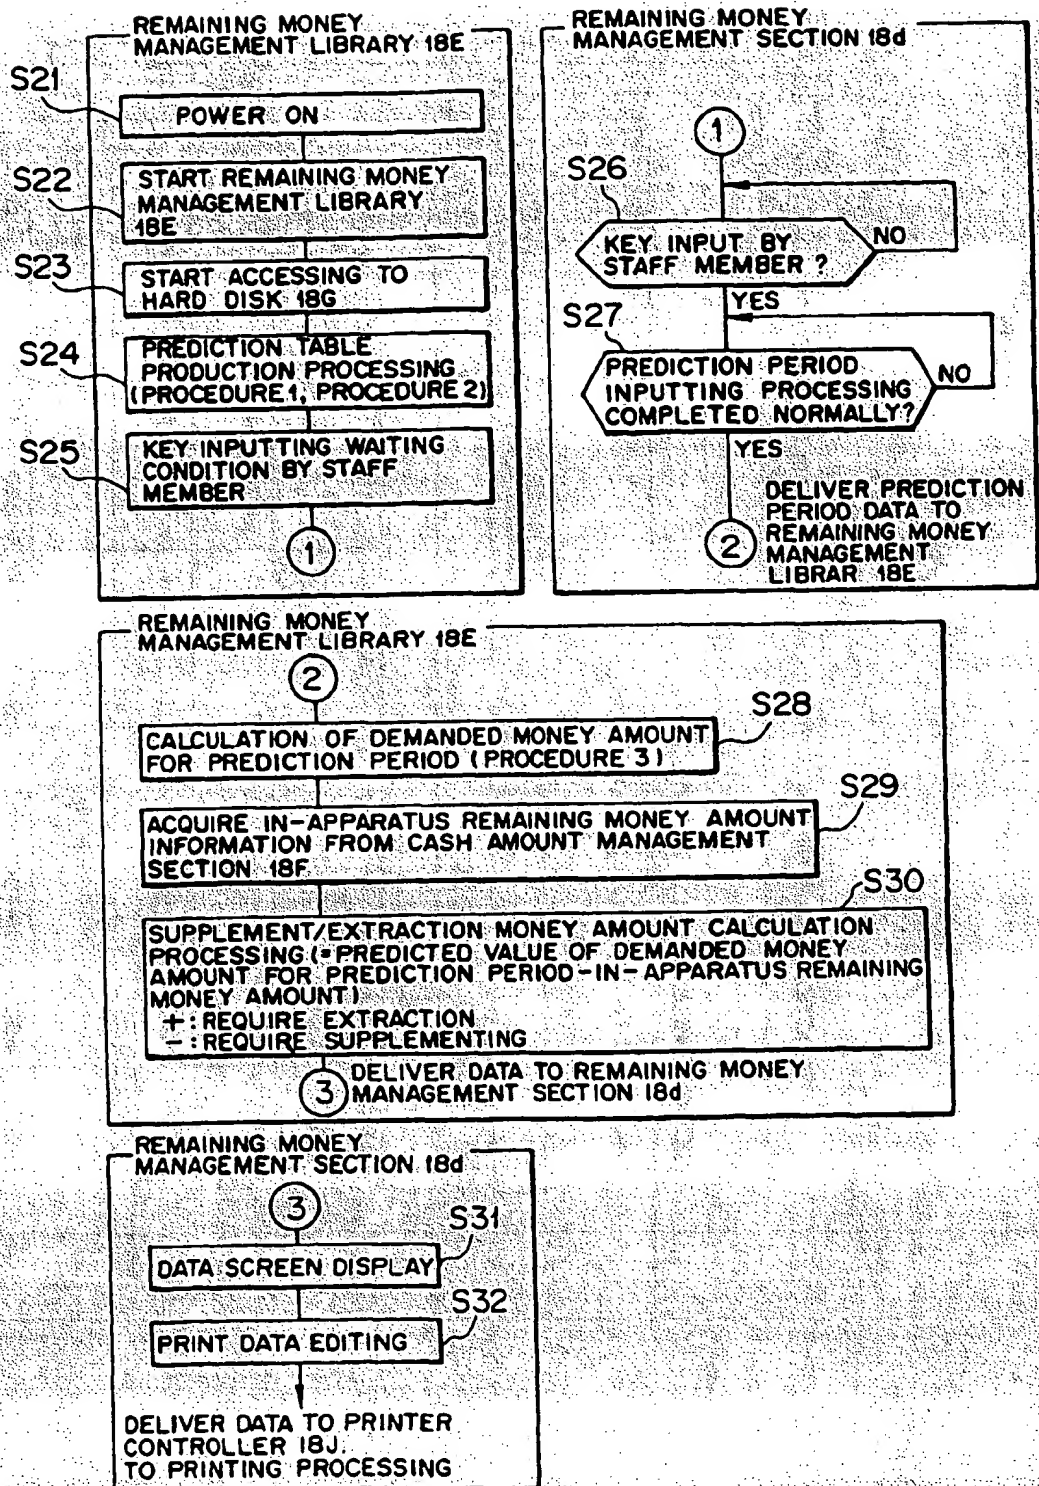 REMAINING MONEY
MANAGEMENT LIBRARY 18E
S21
POWER ON
S22
START REMAINING MONEY
MANAGEMENT LIBRARY
18E
S23
START ACCESSING TO
HARD DISK 18G
S24
PREDICTION TABLE
PRODUCTION PROCESSING
(PROCEDURE 1, PROCEDURE 2)
S25
KEY INPUTTING WAITING
CONDITION BY STAFF
MEMBER
1
REMAINING MONEY
MANAGEMENT SECTION 18d
1
S26
KEY INPUT BY
STAFF MEMBER ?
NO
YES
S27
PREDICTION PERIOD
INPUTTING PROCESSING
COMPLETED NORMALLY?
NO
YES
2
DELIVER PREDICTION
PERIOD DATA TO
REMAINING MONEY
MANAGEMENT
LIBRAR 18E
REMAINING MONEY
MANAGEMENT LIBRARY 18E
2
S28
CALCULATION OF DEMANDED MONEY AMOUNT
FOR PREDICTION PERIOD (PROCEDURE 3)
S29
ACQUIRE IN-APPARATUS REMAINING MONEY AMOUNT
INFORMATION FROM CASH AMOUNT MANAGEMENT
SECTION 18F
S30
SUPPLEMENT/EXTRACTION MONEY AMOUNT CALCULATION
PROCESSING (=PREDICTED VALUE OF DEMANDED MONEY
AMOUNT FOR PREDICTION PERIOD-IN-APPARATUS REMAINING
MONEY AMOUNT)
+ : REQUIRE EXTRACTION
- : REQUIRE SUPPLEMENTING
3
DELIVER DATA TO REMAINING MONEY
MANAGEMENT SECTION 18d
REMAINING MONEY
MANAGEMENT SECTION 18d
3
S31
DATA SCREEN DISPLAY
S32
PRINT DATA EDITING
DELIVER DATA TO PRINTER
CONTROLLER 18J.
TO PRINTING PROCESSING